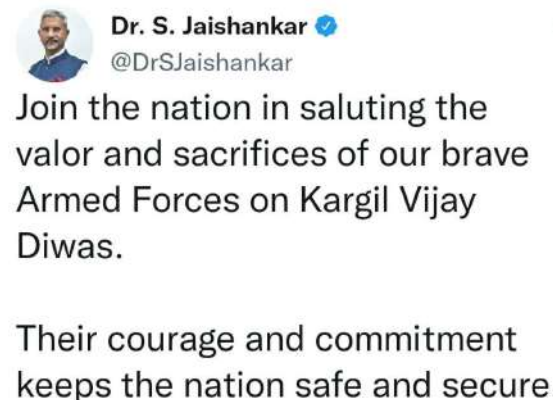 Dr. S. Jaishankar
@DrSJaishankar
Join the nation in saluting the
valor and sacrifices of our brave
Armed Forces on Kargil Vijay
Diwas.
Their courage and commitment
keeps the nation safe and secure